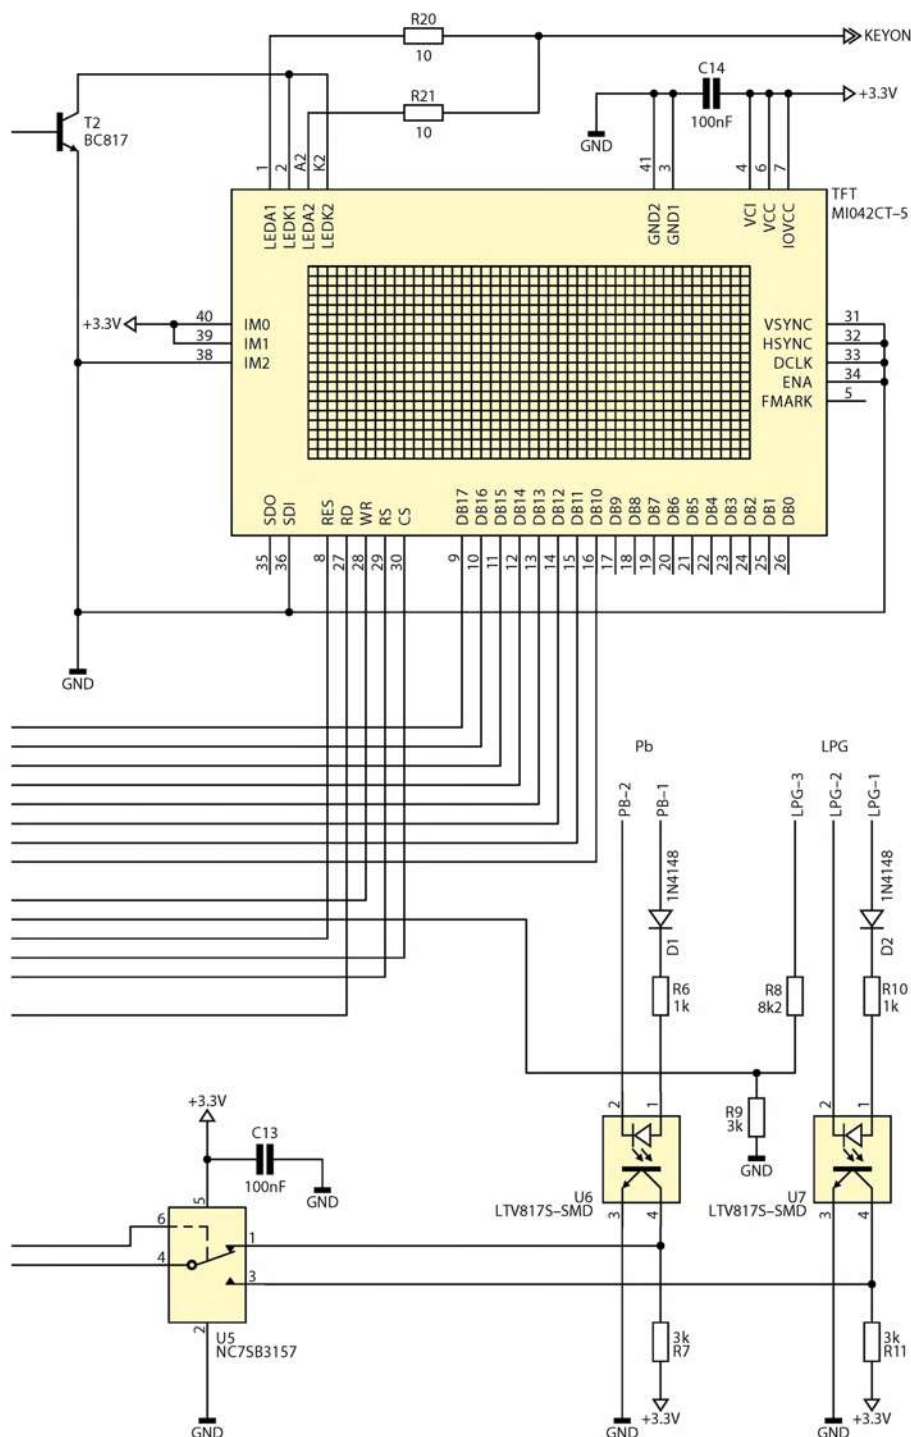 R20
10
KEYON
C14
+3.3V
100nF
GND
R21
10
T2
BC817
1
2
A2
K2
41
3
4
6
7
TFT
MI042CT-5
LEDA1
LEDK1
LEDA2
LEDK2
GND2
GND1
VCI
VCC
IOVCC
+3.3V
40
IM0
39
IM1
38
IM2
VSYNC
31
HSYNC
32
DCLK
33
ENA
34
FMARK
5
SDO
SDI
RES
RD
WR
RS
CS
DB17
DB16
DB15
DB14
DB13
DB12
DB11
DB10
DB9
DB8
DB7
DB6
DB5
DB4
DB3
DB2
DB1
DB0
35
36
8
27
28
29
30
9
10
11
12
13
14
15
16
17
18
19
20
21
22
23
24
25
26
GND
Pb
LPG
PB-2
PB-1
LPG-3
LPG-2
LPG-1
1N4148
D1
1N4148
D2
R6
1k
R8
8k2
R10
1k
R9
3k
GND
2
1
2
1
U6
LTV817S-SMD
U7
LTV817S-SMD
3
4
3
4
+3.3V
C13
100nF
GND
5
6
4
1
3
2
U5
NC7SB3157
GND
3k
R7
3k
R11
GND
+3.3V
GND
+3.3V